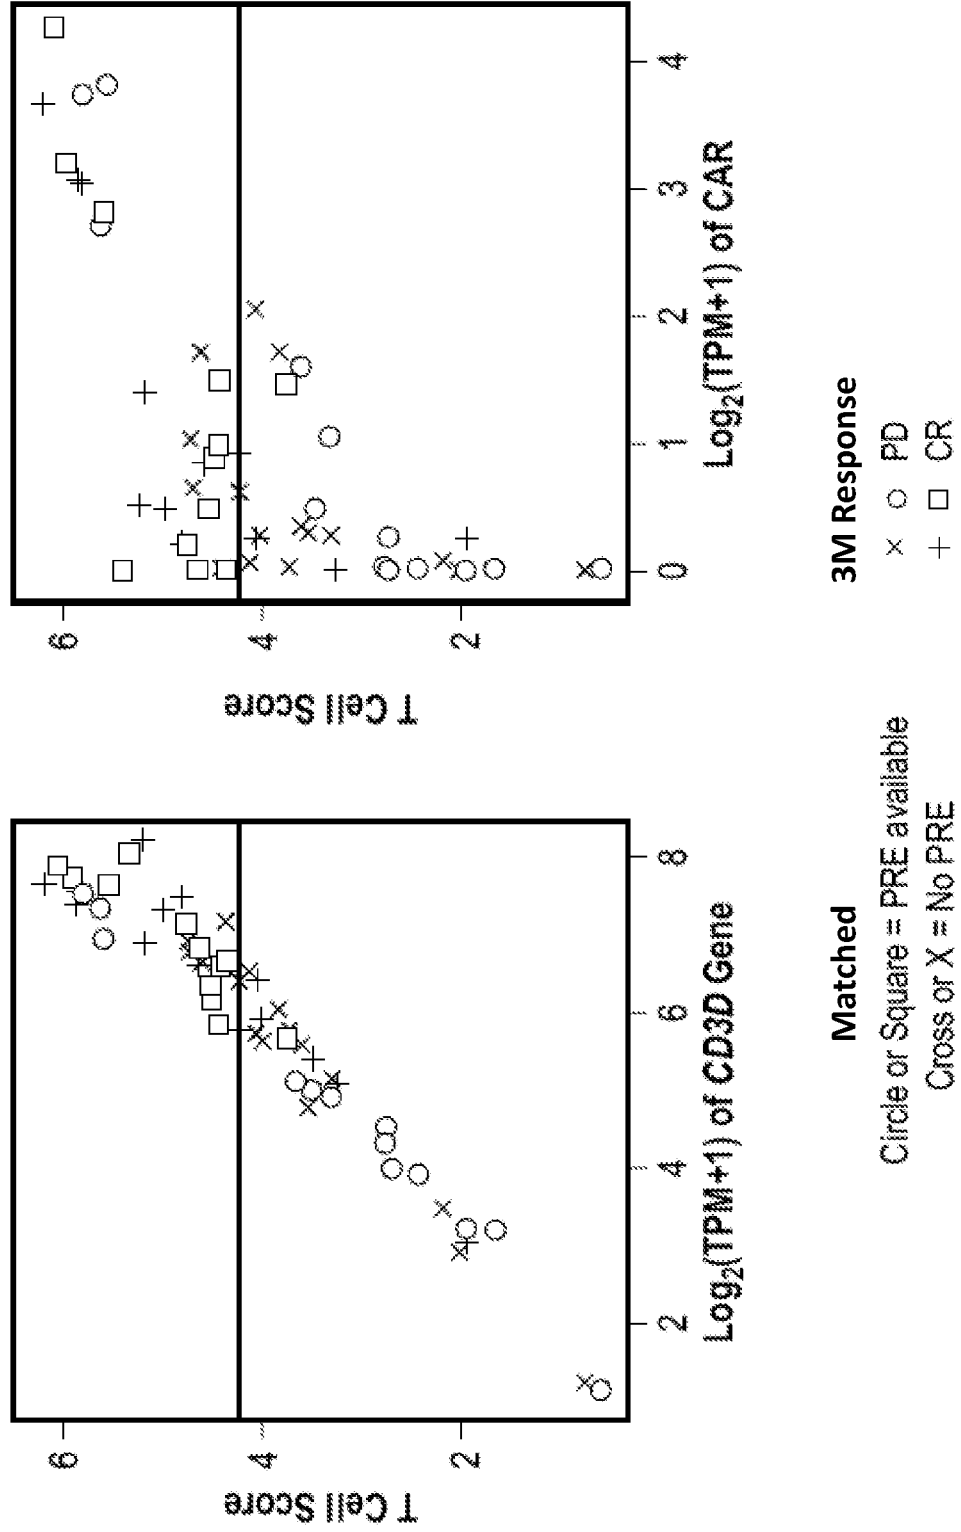 T Cell Score
6
4
2
2
4
6
8
Log2(TPM+1) of CD3D Gene
T Cell Score
6
4
2
0
1
2
3
4
Log2(TPM+1) of CAR
Matched
Circle or Square = PRE available
Cross or X = No PRE
3M Response
× ○ PD
+ □ CR